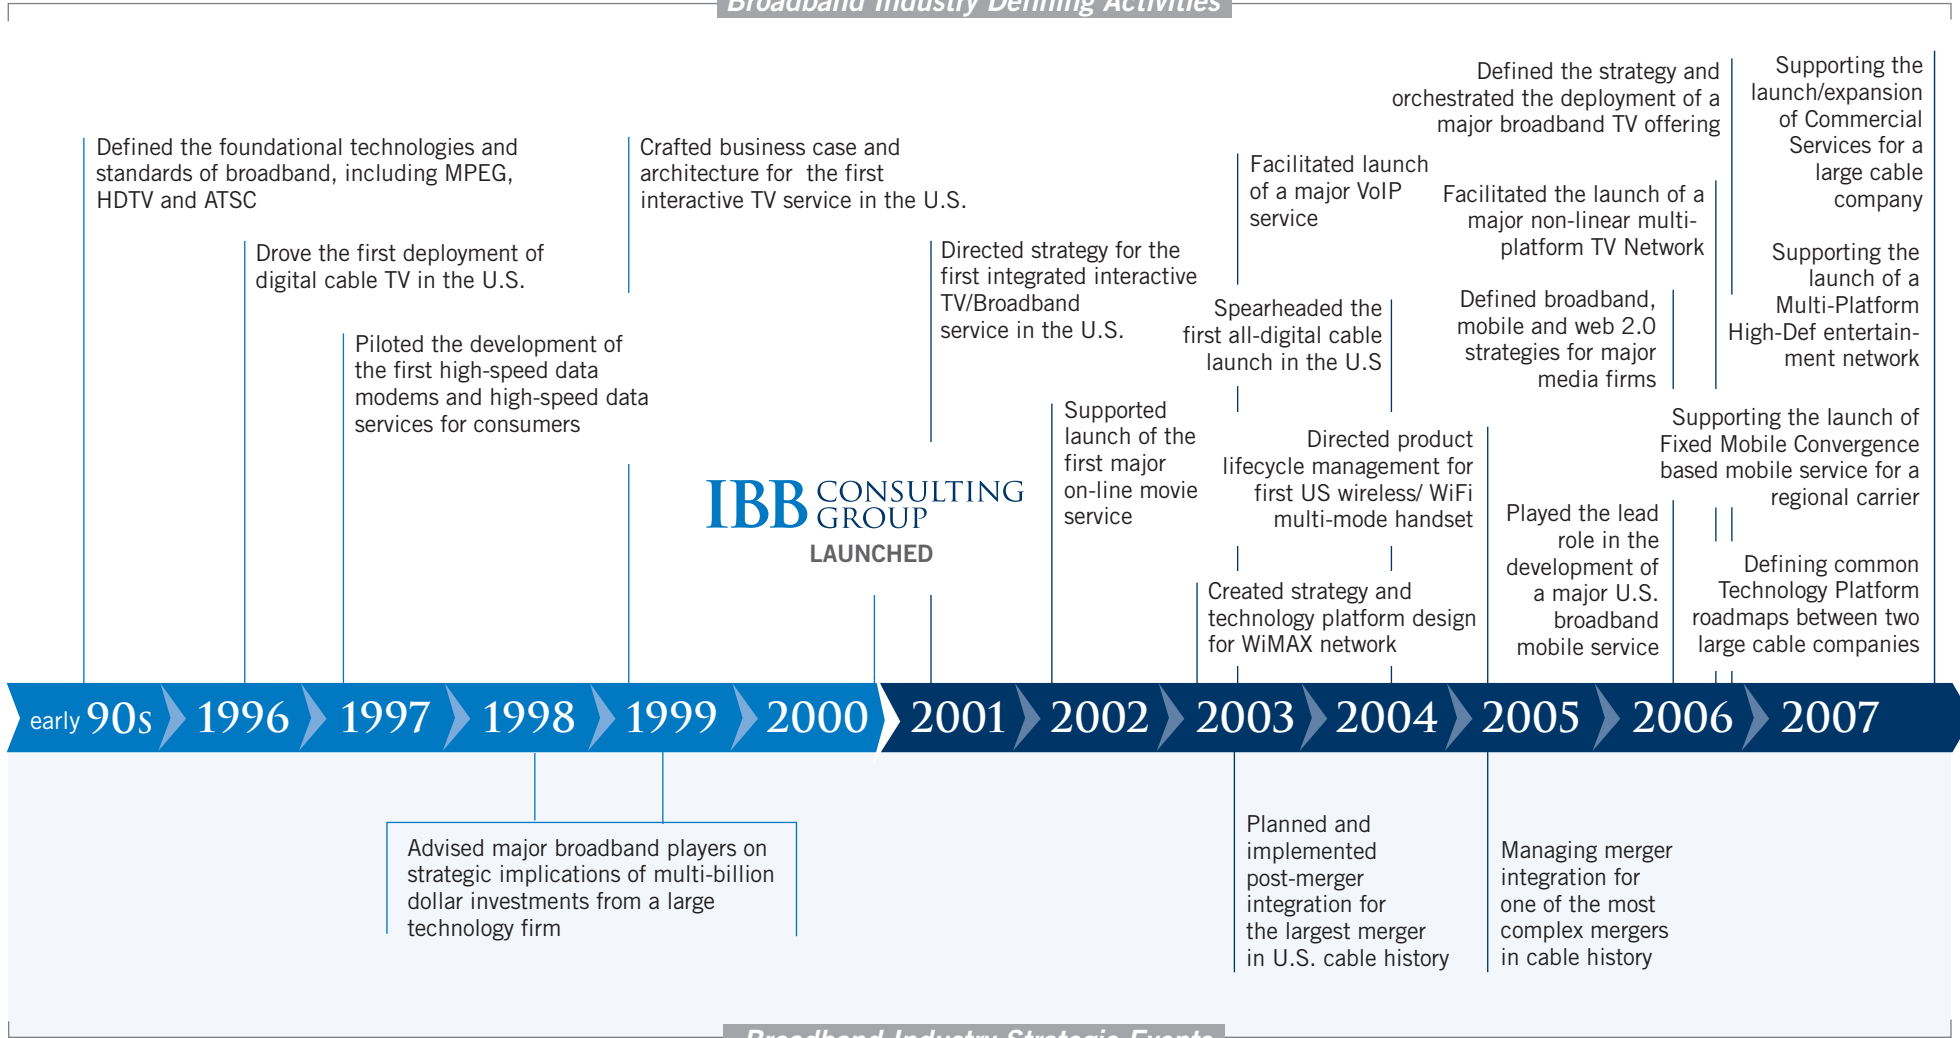 Broadband Industry Defining Activities
Defined the foundational technologies and
standards of broadband, including MPEG,
HDTV and ATSC
Drove the first deployment of
digital cable TV in the U.S.
Piloted the development of
the first high-speed data
modems and high-speed data
services for consumers
Crafted business case and
architecture for the first
interactive TV service in the U.S.
IBB CONSULTING
GROUP
LAUNCHED
Directed strategy for the
first integrated interactive
TV/Broadband
service in the U.S.
Supported
launch of the
first major
on-line movie
service
Facilitated launch
of a major VoIP
service
Spearheaded the
first all-digital cable
launch in the U.S
Directed product
lifecycle management for
first US wireless/ WiFi
multi-mode handset
Created strategy and
technology platform design
for WiMAX network
Defined the strategy and
orchestrated the deployment of a
major broadband TV offering
Facilitated the launch of a
major non-linear multi-
platform TV Network
Defined broadband,
mobile and web 2.0
strategies for major
media firms
Played the lead
role in the
development of
a major U.S.
broadband
mobile service
Supporting the
launch/expansion
of Commercial
Services for a
large cable
company
Supporting the
launch of a
Multi-Platform
High-Def entertain-
ment network
Supporting the launch of
Fixed Mobile Convergence
based mobile service for a
regional carrier
Defining common
Technology Platform
roadmaps between two
large cable companies
early 90s 1996 1997 1998 1999 2000 2001 2002 2003 2004 2005 2006 2007
Advised major broadband players on
strategic implications of multi-billion
dollar investments from a large
technology firm
Planned and
implemented
post-merger
integration for
the largest merger
in U.S. cable history
Managing merger
integration for
one of the most
complex mergers
in cable history
Broadband Industry Strategic Events